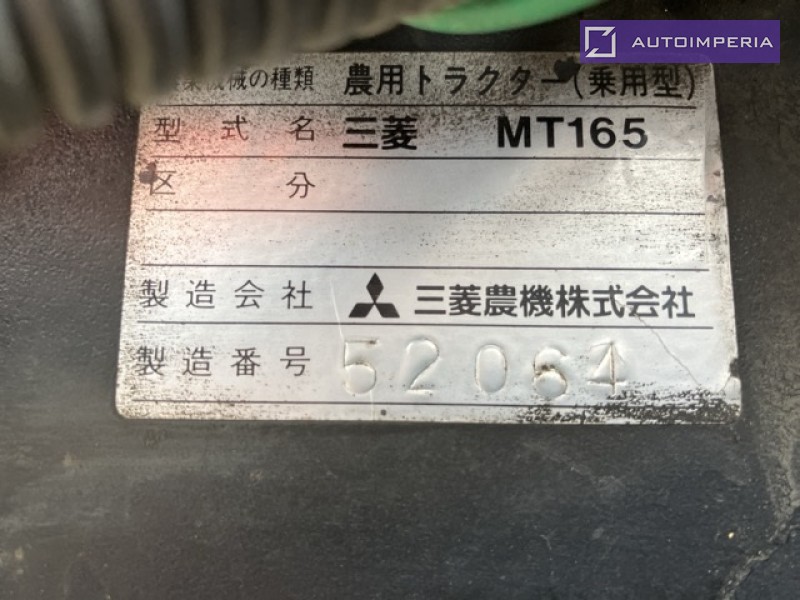 AUTOIMPERIA
機械の種類 農用トラクター(乗用型)
型式名 三菱 MT165
区分
製造会社 三菱農機株式会社
製造番号 52064